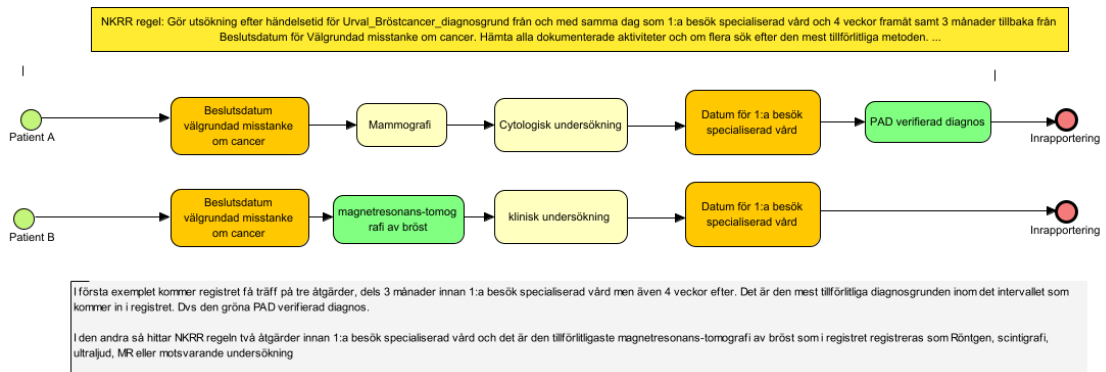 NKRR regel: Gör utsökning efter händelsetid för Urval_Bröstcancer_diagnosgrund från och med samma dag som 1:a besök specialiserad vård och 4 veckor framåt samt 3 månader tillbaka från
Beslutsdatum för Välgrundad misstanke om cancer. Hämta alla dokumenterade aktiviteter och om flera sök efter den mest tillförlitliga metoden. ...
Patient A
Beslutsdatum
välgrundad misstanke
om cancer
Mammografi
Cytologisk undersökning
Datum för 1:a besök
specialiserad vård
PAD verifierad diagnos
Inrapportering
Patient B
Beslutsdatum
välgrundad misstanke
om cancer
magnetresonans-tomog
rafi av bröst
klinisk undersökning
Datum för 1:a besök
specialiserad vård
Inrapportering
I första exemplet kommer registret få träff på tre åtgärder, dels 3 månader innan 1:a besök specialiserad vård men även 4 veckor efter. Det är den mest tillförlitliga diagnosgrunden inom det intervallet som
kommer in i registret. Dvs den gröna PAD verifierad diagnos.
I den andra så hittar NKRR regeln två åtgärder innan 1:a besök specialiserad vård och det är den tillförlitligaste magnetresonans-tomografi av bröst som i registret registreras som Röntgen, scintigrafi,
ultraljud, MR eller motsvarande undersökning